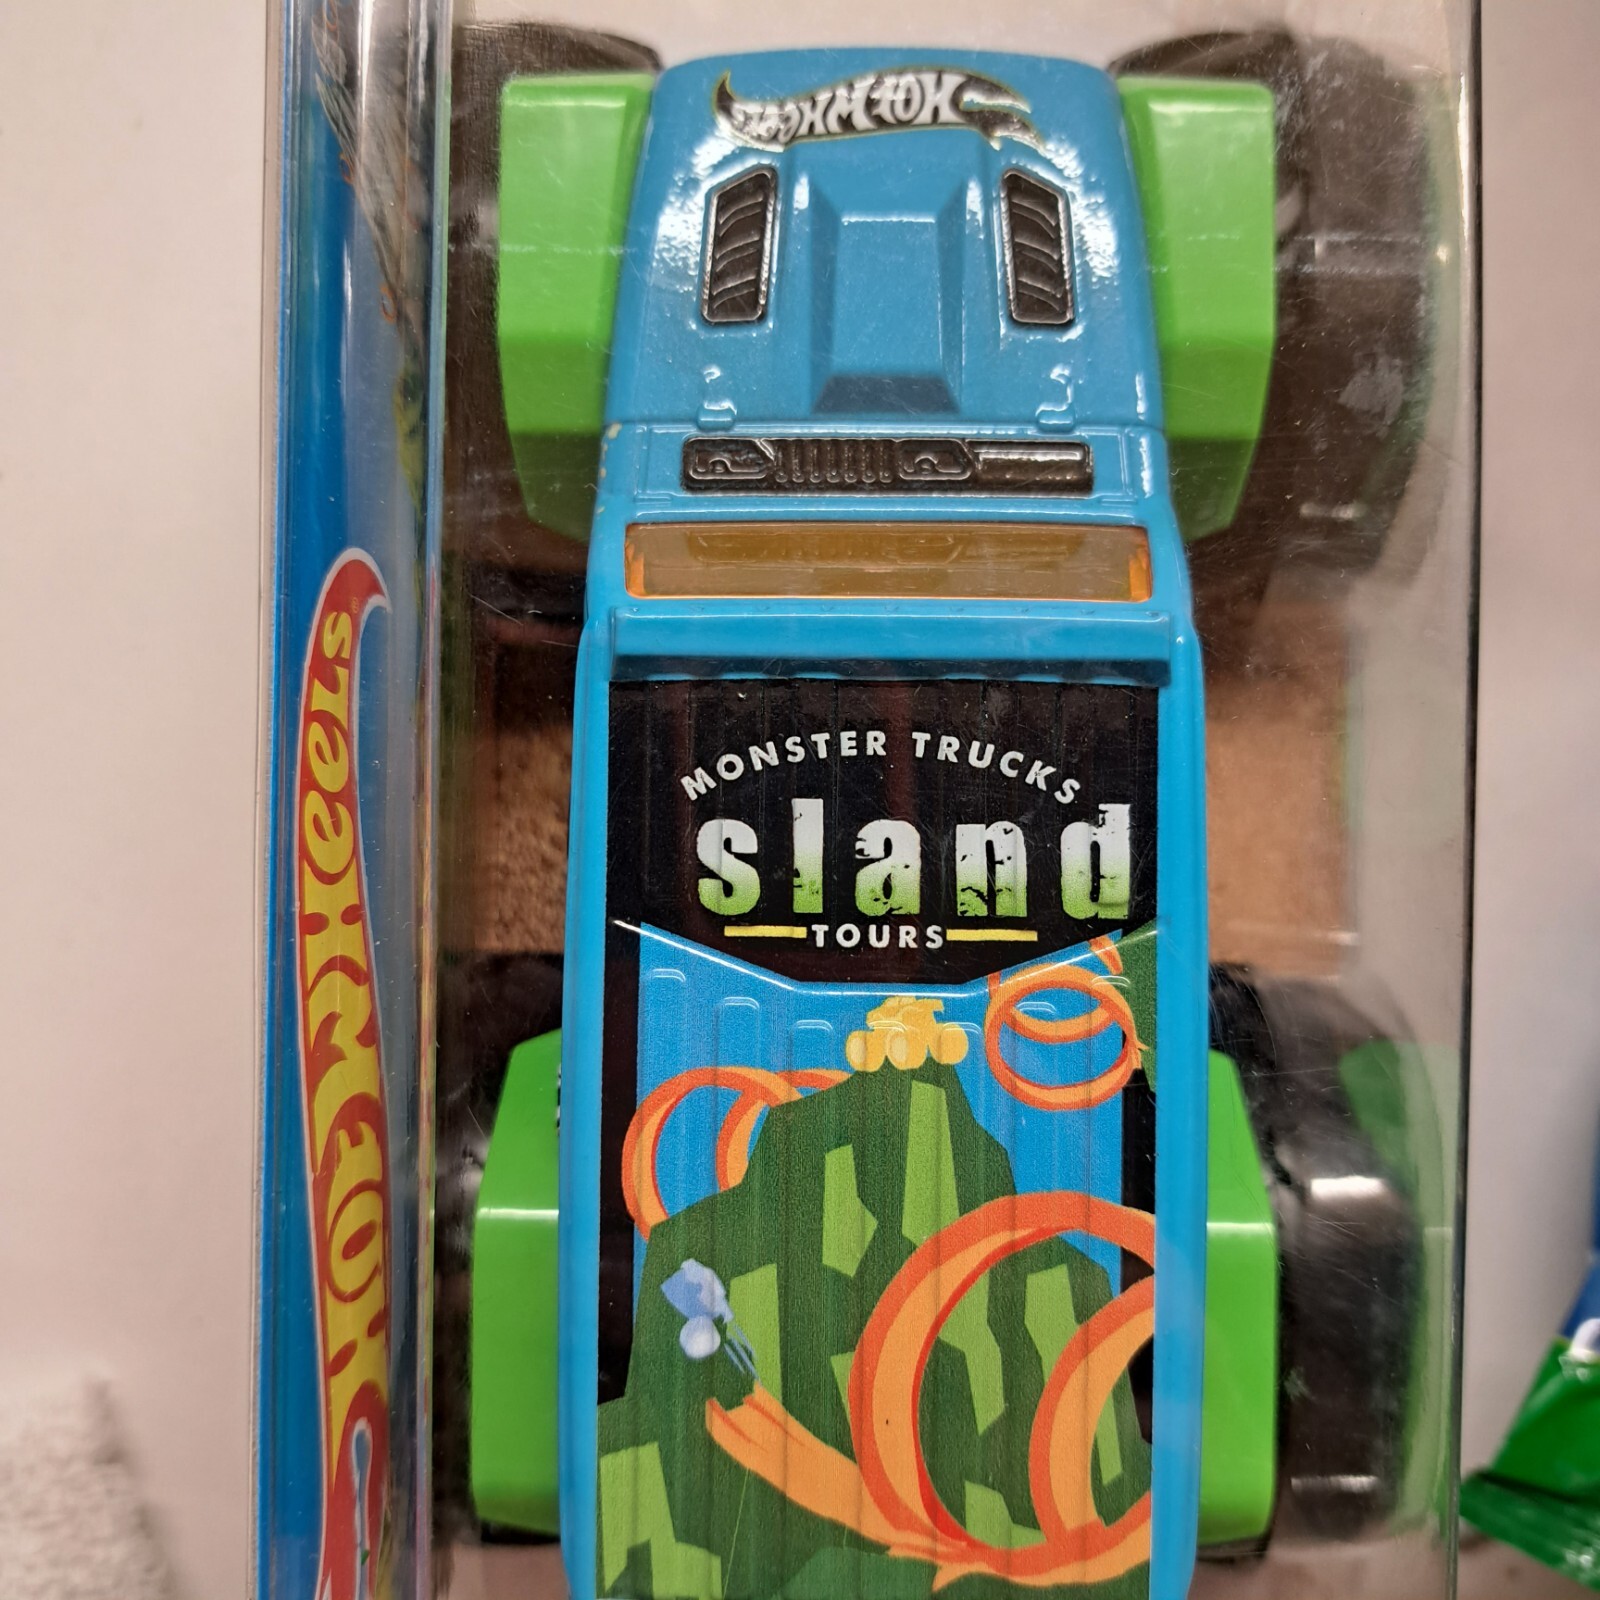 HOT WHEELS
MONSTER TRUCKS
sland
TOURS
HOT WHEELS